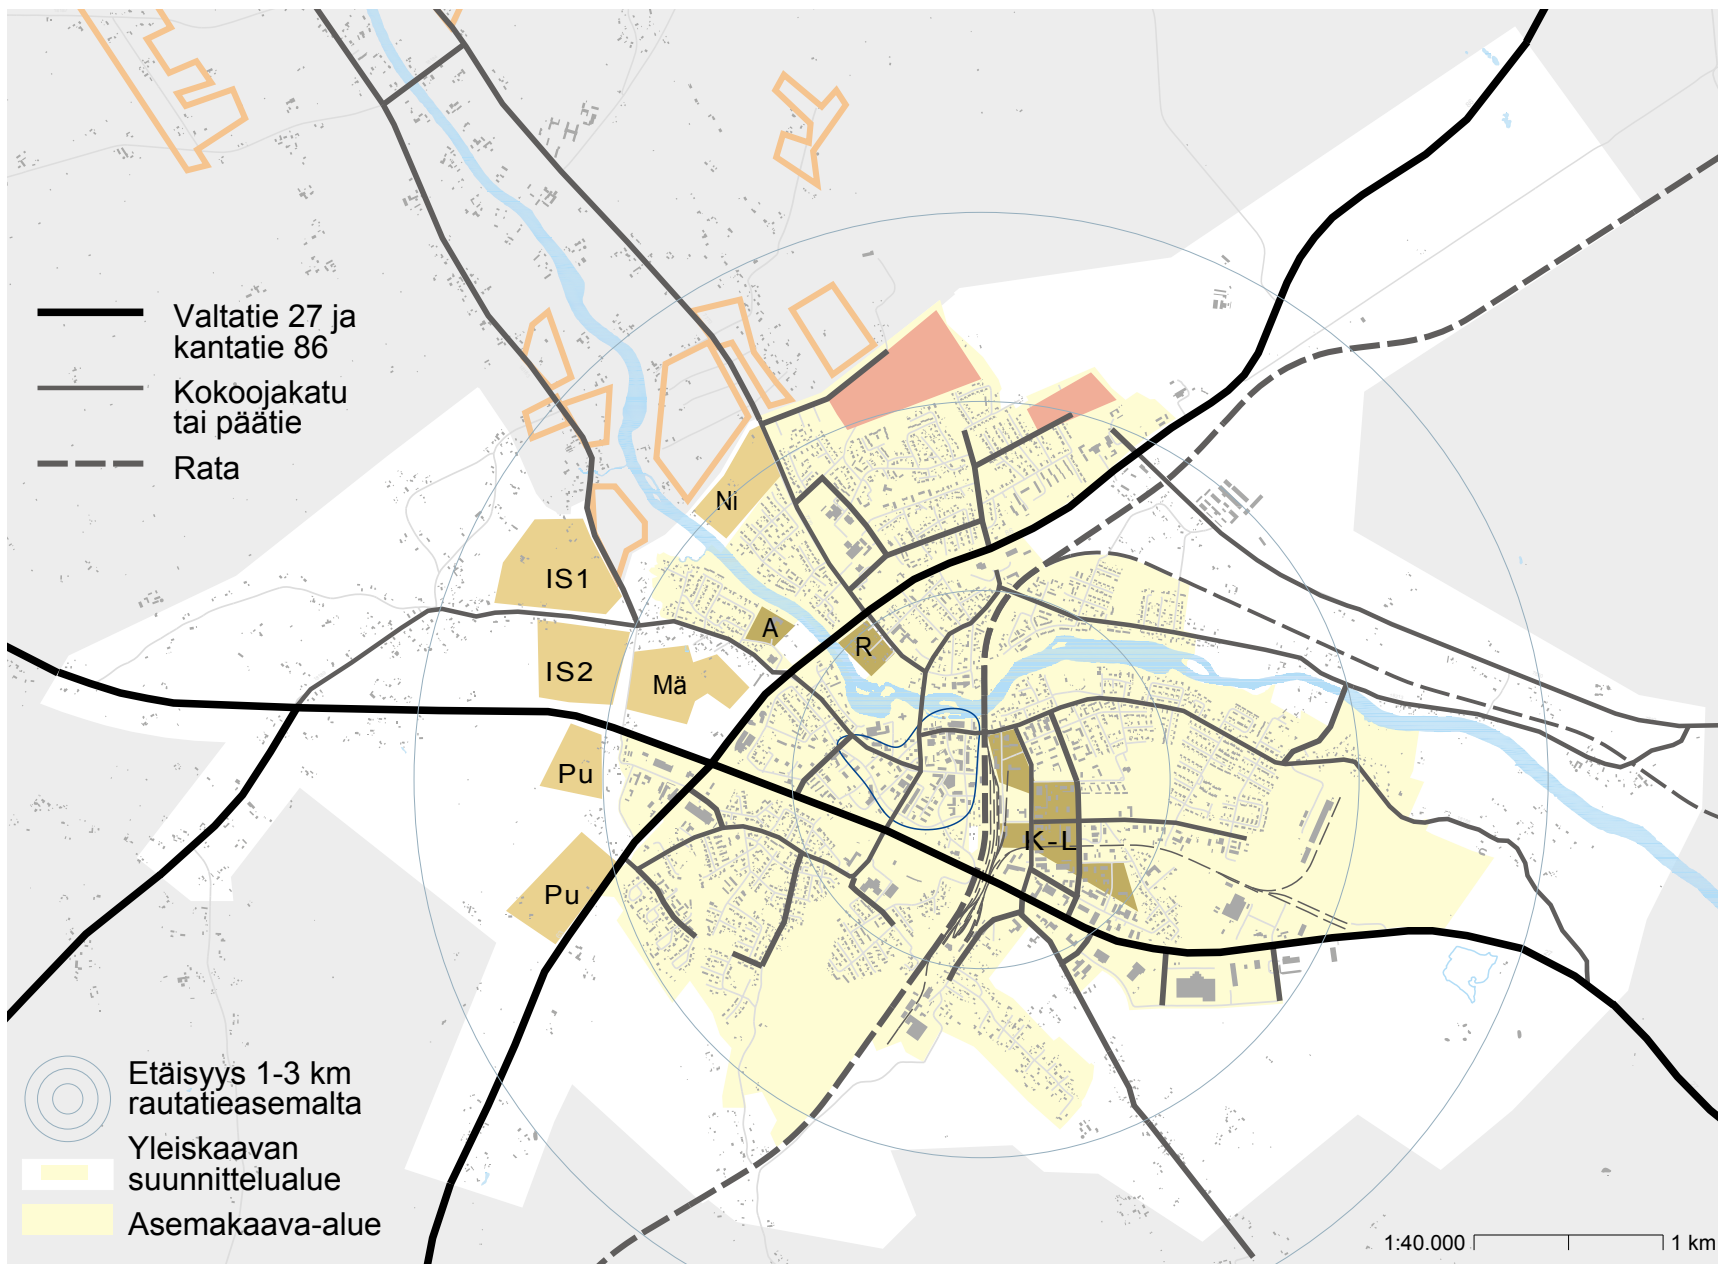 Valtatie 27 ja
kantatie 86
Kokoojakatu
tai päätie
Rata
Ni
IS1
A
R
IS2
Mä
Pu
K-L
Pu
Etäisyys 1-3 km
rautatieasemalta
Yleiskaavan
suunnittelualue
Asemakaava-alue
1:40.000
1 km